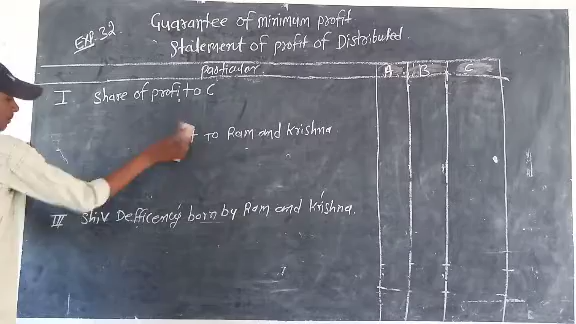 Exp.32.
Guarantee of minimum profit.
Statement of profit of Distributed.
Particular. A. B C
I Share of profit to C
to Ram and Krishna
III Shiv Defficency born by Ram and Krishna.